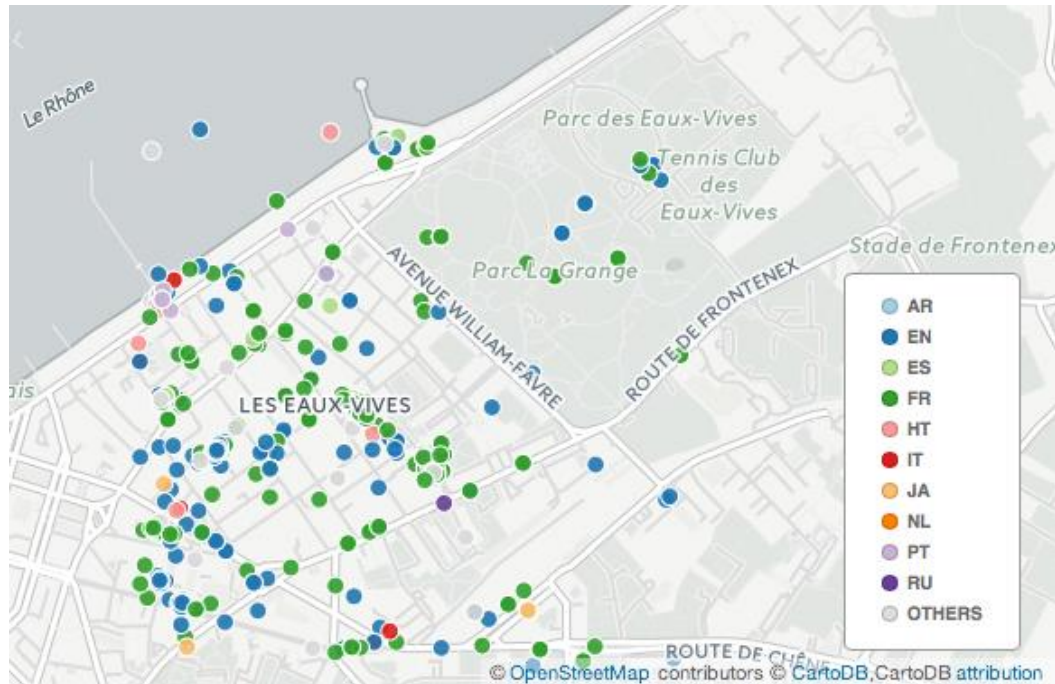 Le Rhône
Parc des Eaux-Vives
Tennis Club
des
Eaux-Vives
Stade de Frontenex
Parc La Grange
AVENUE WILLIAM-FAVRE
ROUTE DE FRONTENEX
ais
LES EAUX-VIVES
AR
EN
ES
FR
HT
IT
JA
NL
PT
RU
OTHERS
ROUTE DE CHÊNE
© OpenStreetMap contributors © CartoDB,CartoDB attribution